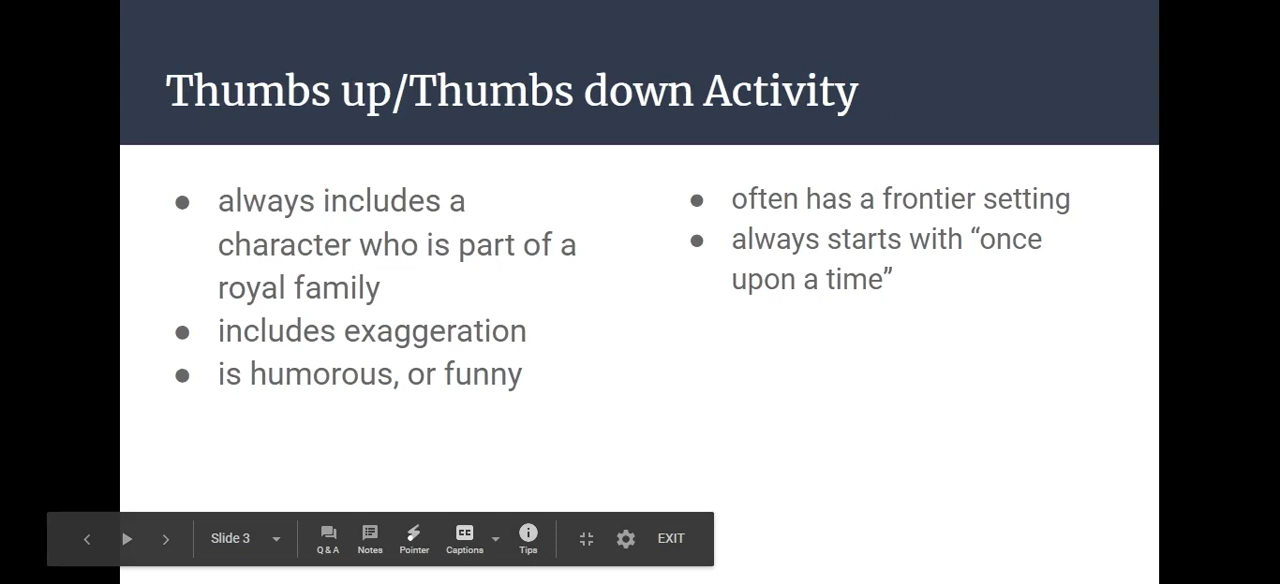 Thumbs up/Thumbs down Activity
● always includes a
character who is part of a
royal family
● includes exaggeration
● is humorous, or funny
● often has a frontier setting
● always starts with “once
upon a time”
Slide 3
Q & A
Notes
Pointer
CC
Captions
Tips
EXIT